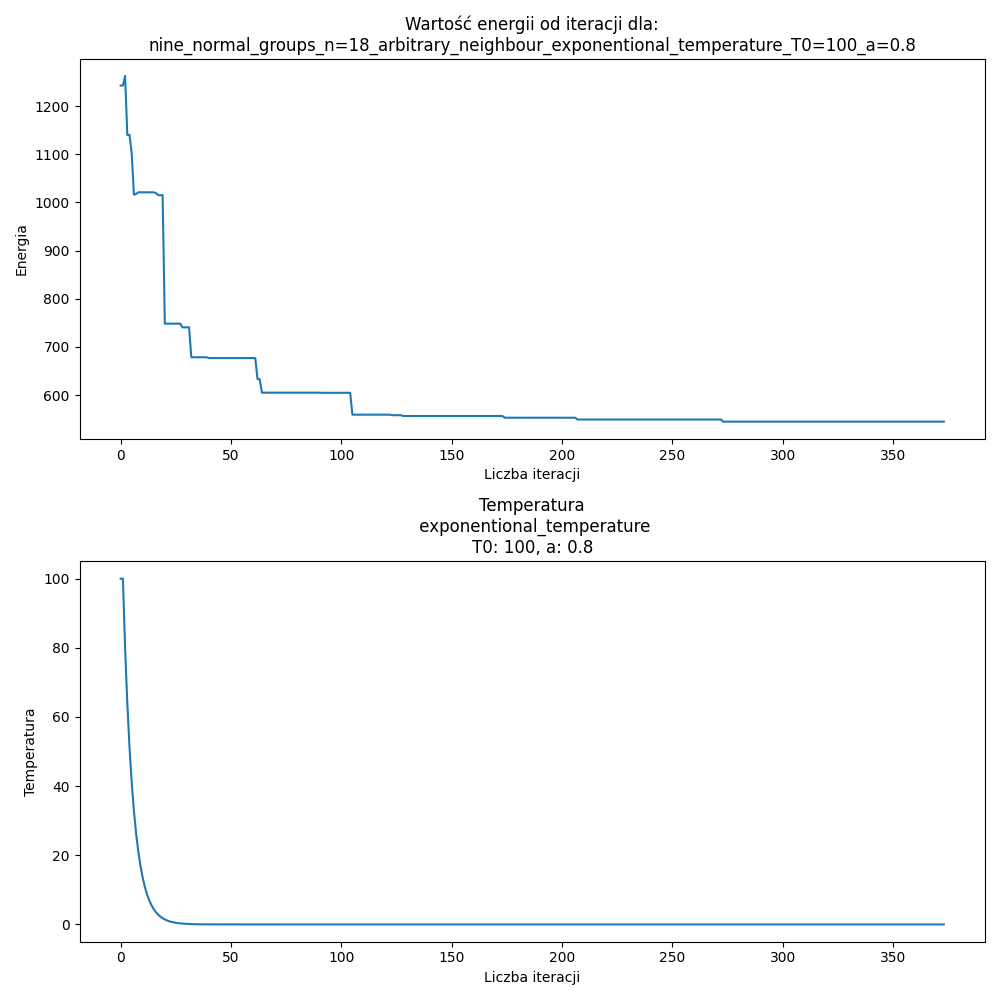 Wartość energii od iteracji dla:
nine_normal_groups_n=18_arbitrary_neighbour_exponentional_temperature_T0=100_a=0.8
1200
1100
1000
900
800
700
600
Energia
0 50 100 150 200 250 300 350
Liczba iteracji
Temperatura
exponentional_temperature
T0: 100, a: 0.8
100
80
60
40
20
0
Temperatura
0 50 100 150 200 250 300 350
Liczba iteracji